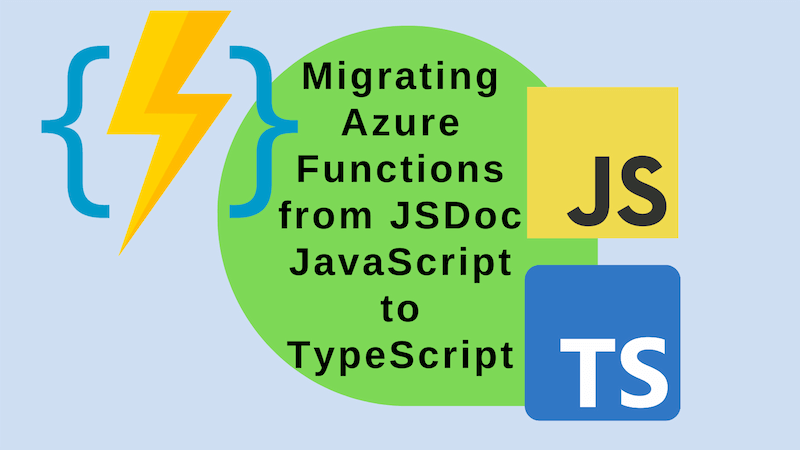 Migrating
Azure
Functions
from JSDoc
JavaScript
to
TypeScript
JS
TS